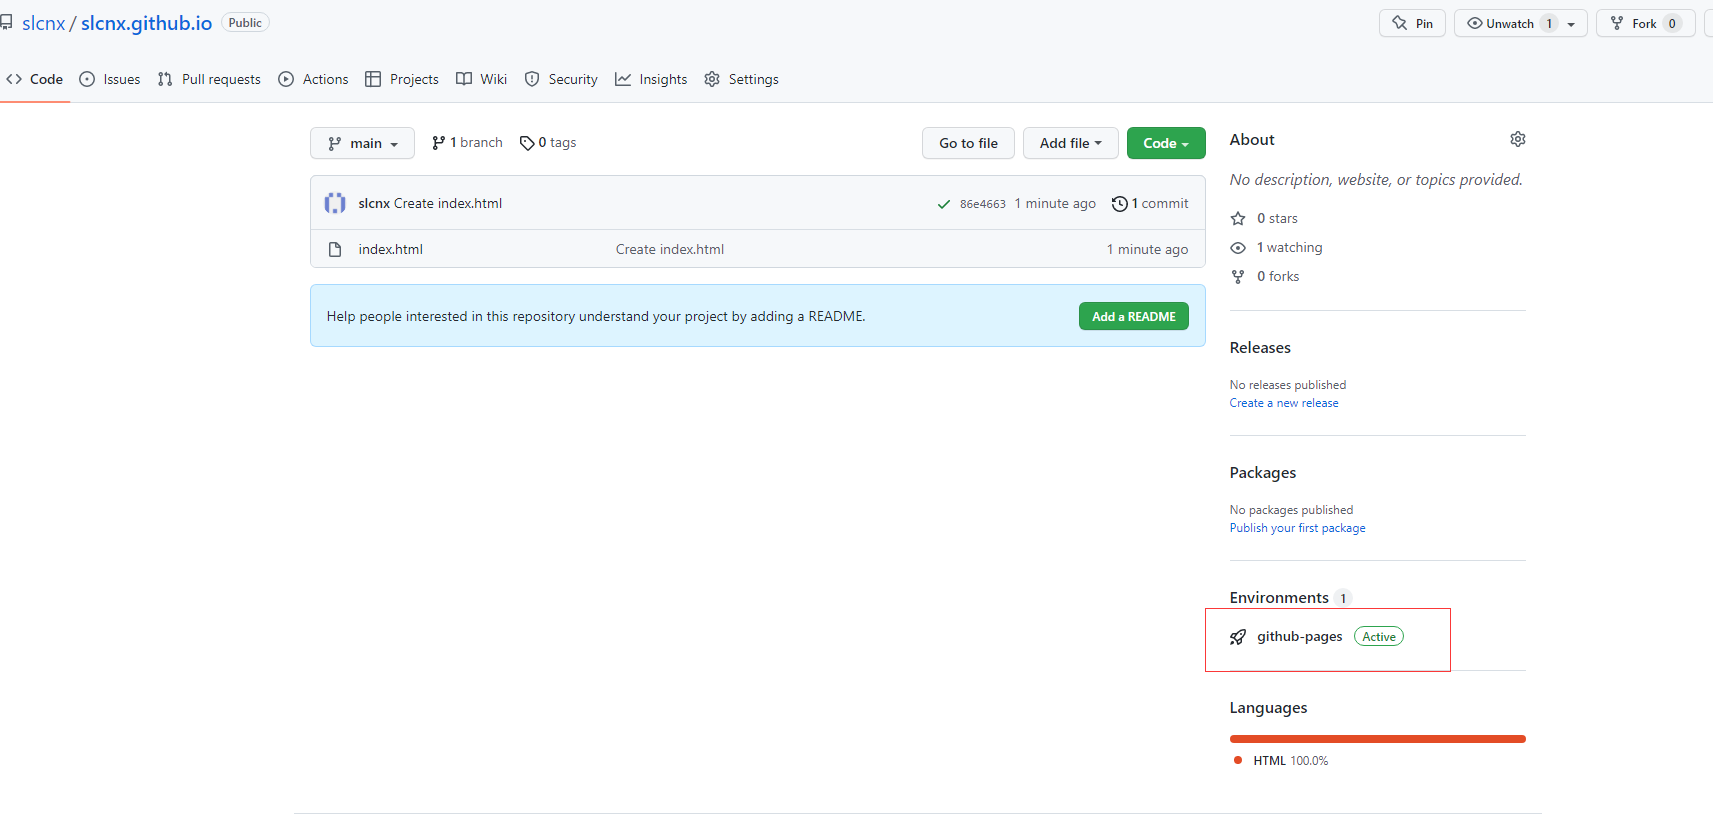 slcnx / slcnx.github.io Public
Pin
Unwatch 1
Fork 0
Code
Issues
Pull requests
Actions
Projects
Wiki
Security
Insights
Settings
main
1 branch
0 tags
Go to file
Add file
Code
slcnx Create index.html
86e4663 1 minute ago
1 commit
index.html
Create index.html
1 minute ago
Help people interested in this repository understand your project by adding a README.
Add a README
About
No description, website, or topics provided.
0 stars
1 watching
0 forks
Releases
No releases published
Create a new release
Packages
No packages published
Publish your first package
Environments 1
github-pages Active
Languages
HTML 100.0%